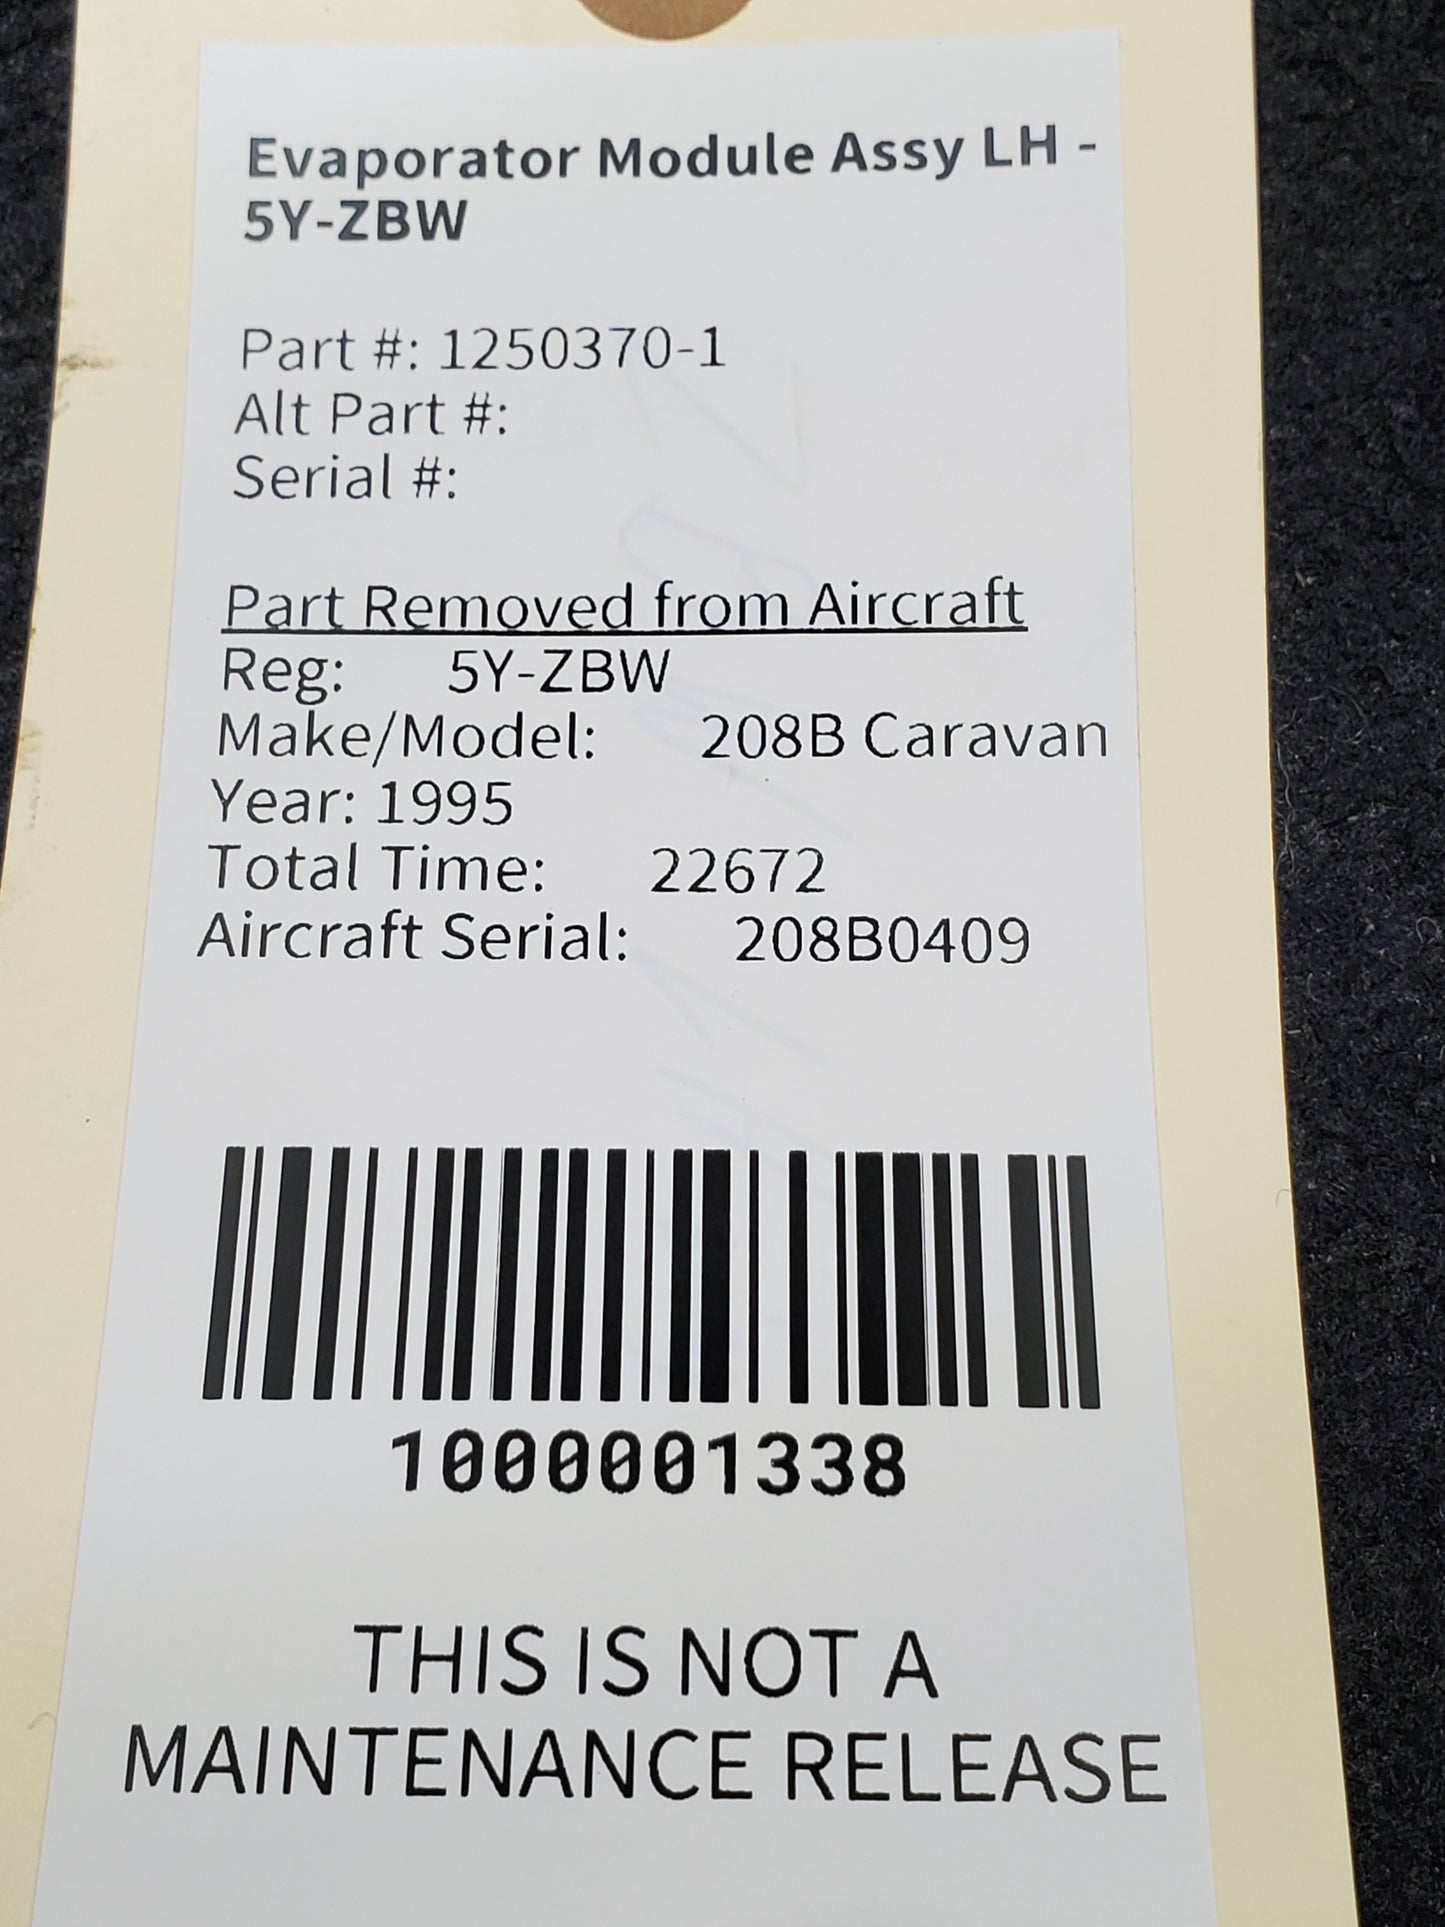 Evaporator Module Assy LH -
5Y-ZBW
Part #: 1250370-1
Alt Part #:
Serial #:
Part Removed from Aircraft
Reg: 5Y-ZBW
Make/Model: 208B Caravan
Year: 1995
Total Time: 22672
Aircraft Serial: 208B0409
1000001338
THIS IS NOT A
MAINTENANCE RELEASE